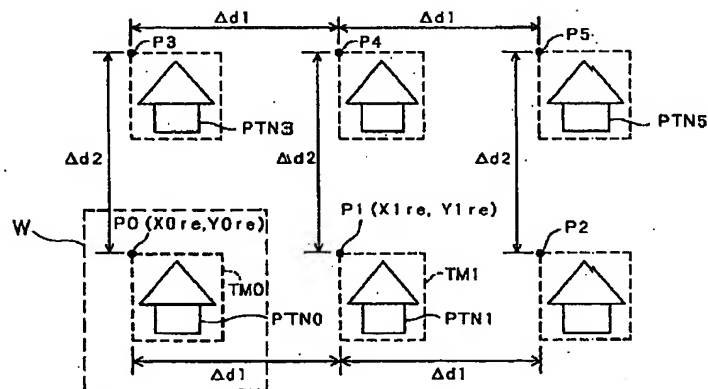 Δd1 Δd1
P3 P4 P5
PTN3 PTN5
Δd2 Δd2 Δd2
W P0 (X0re,Y0re) P1 (X1re, Y1re) P2
TM0 TM1
PTN0 PTN1
Δd1 Δd1